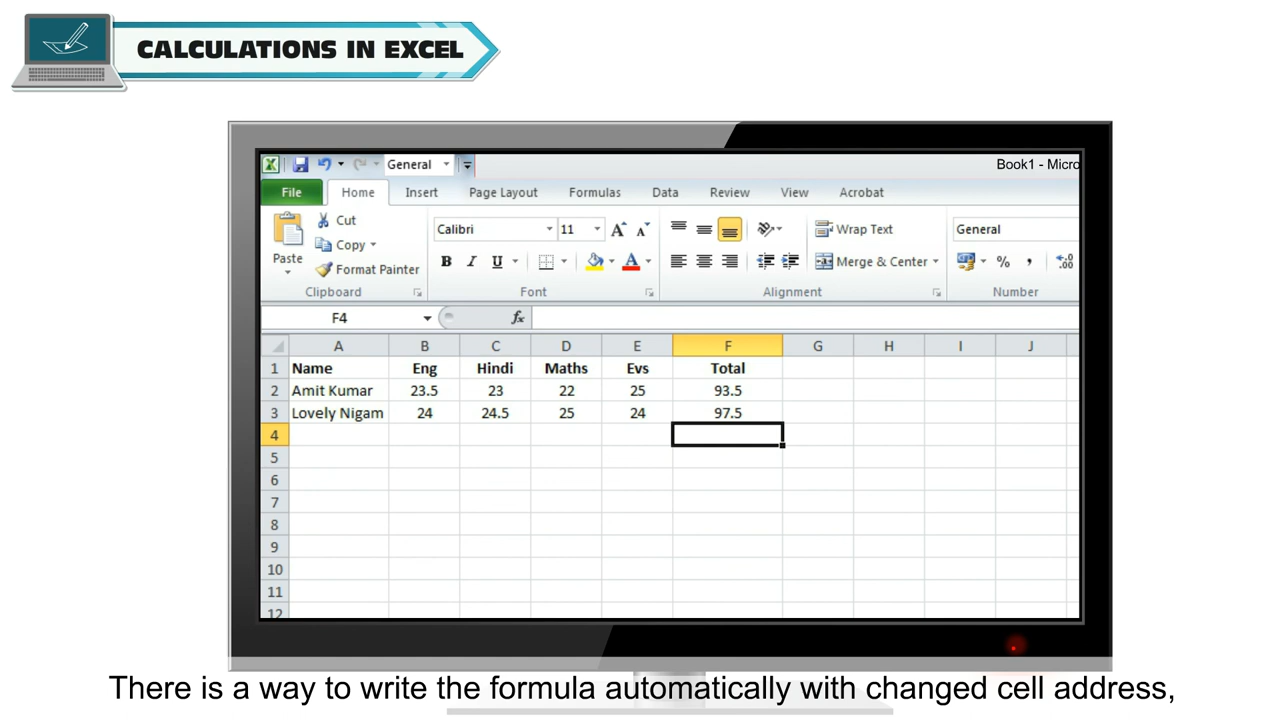 CALCULATIONS IN EXCEL
General
Book1 - Micro
File Home Insert Page Layout Formulas Data Review View Acrobat
Paste
Cut
Copy
Format Painter
Clipboard
Calibri 11 A A
B I U A
Font
Wrap Text
Merge & Center
Alignment
General
% , .00
Number
F4 fx
A B C D E F G H I J
1 Name Eng Hindi Maths Evs Total
2 Amit Kumar 23.5 23 22 25 93.5
3 Lovely Nigam 24 24.5 25 24 97.5
4
5
6
7
8
9
10
11
12
There is a way to write the formula automatically with changed cell address,